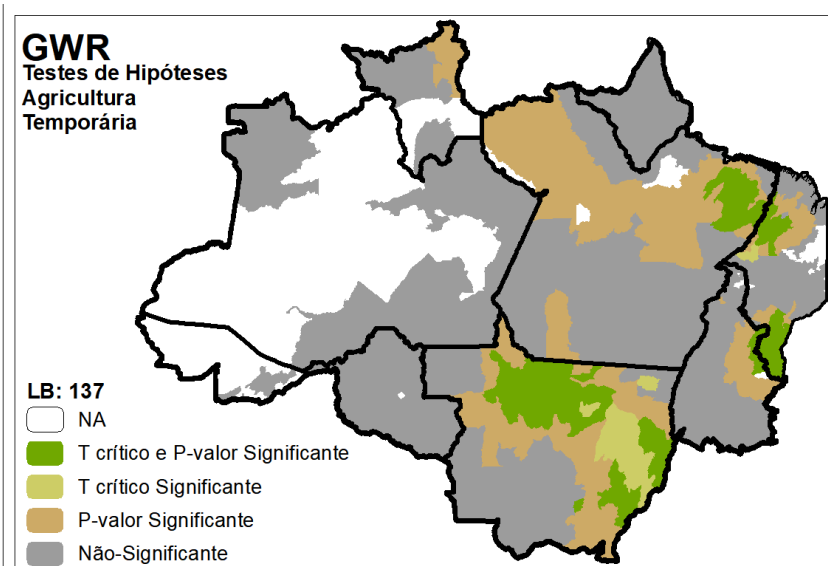 GWR
Testes de Hipóteses
Agricultura
Temporária
LB: 137
NA
T crítico e P-valor Significante
T crítico Significante
P-valor Significante
Não-Significante